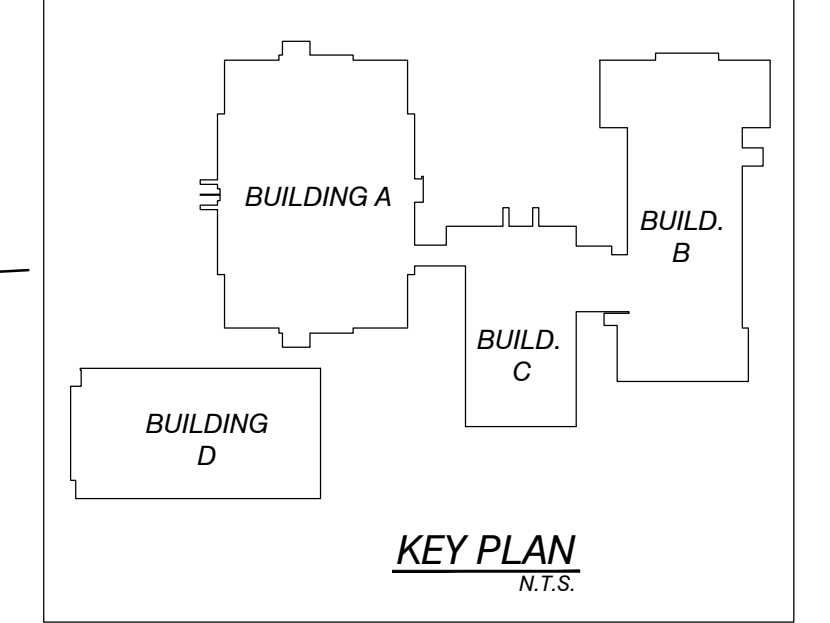 BUILDING A
BUILD.
B
BUILD.
C
BUILDING
D
KEY PLAN
N.T.S.